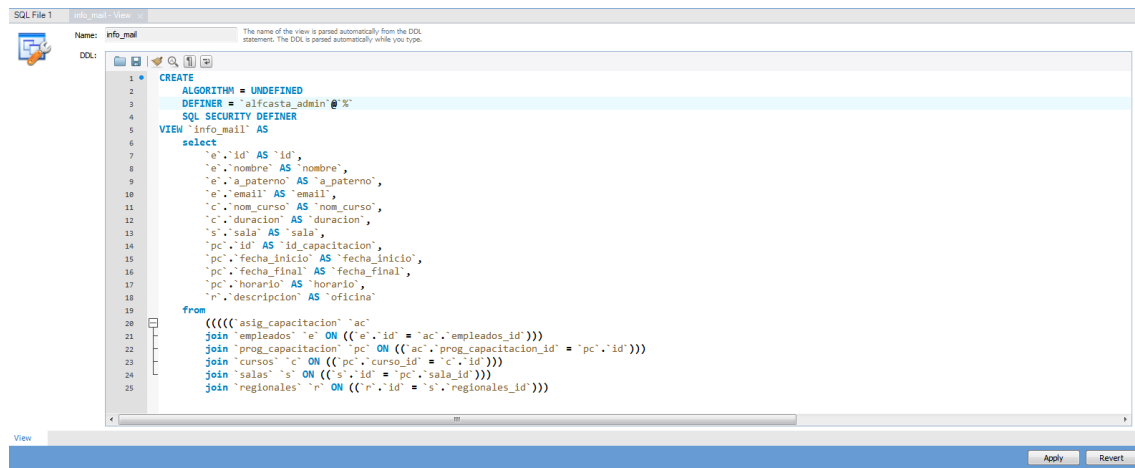 SQL File 1 info_mail - View ×
Name: info_mail The name of the view is parsed automatically from the DDL
statement. The DDL is parsed automatically while you type.
DDL:
1 CREATE
2 ALGORITHM = UNDEFINED
3 DEFINER = `alfcasta_admin`@`%`
4 SQL SECURITY DEFINER
5 VIEW `info_mail` AS
6 select
7 `e`.`id` AS `id`,
8 `e`.`nombre` AS `nombre`,
9 `e`.`a_paterno` AS `a_paterno`,
10 `e`.`email` AS `email`,
11 `c`.`nom_curso` AS `nom_curso`,
12 `c`.`duracion` AS `duracion`,
13 `s`.`sala` AS `sala`,
14 `pc`.`id` AS `id_capacitacion`,
15 `pc`.`fecha_inicio` AS `fecha_inicio`,
16 `pc`.`fecha_final` AS `fecha_final`,
17 `pc`.`horario` AS `horario`,
18 `r`.`descripcion` AS `oficina`
19 from
20 (((((`asig_capacitacion` `ac`
21 join `empleados` `e` ON ((`e`.`id` = `ac`.`empleados_id`)))
22 join `prog_capacitacion` `pc` ON ((`ac`.`prog_capacitacion_id` = `pc`.`id`)))
23 join `cursos` `c` ON ((`pc`.`curso_id` = `c`.`id`)))
24 join `salas` `s` ON ((`s`.`id` = `pc`.`sala_id`)))
25 join `regionales` `r` ON ((`r`.`id` = `s`.`regionales_id`)))
View
Apply Revert